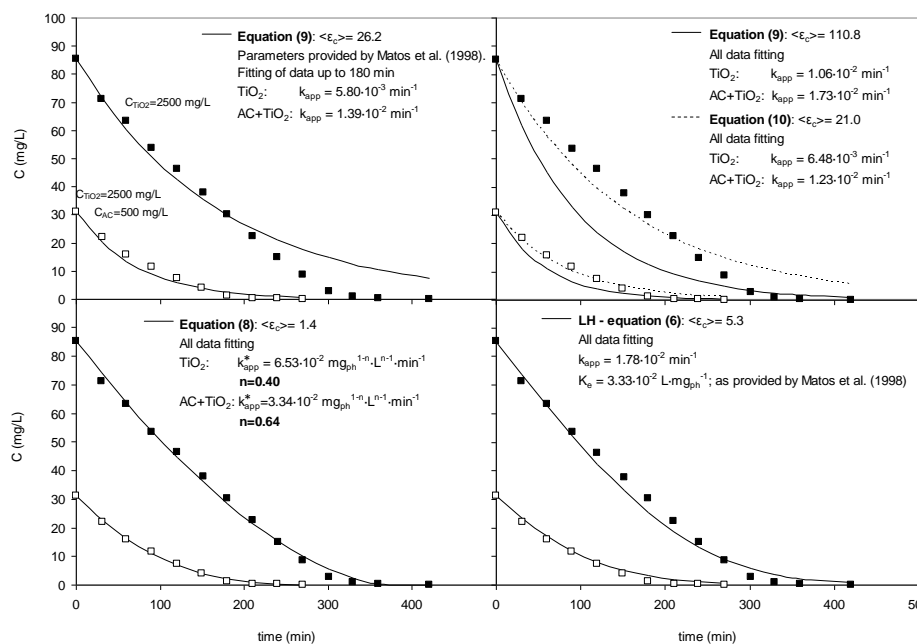 100
90
80
70
60
50
40
30
20
10
0
C (mg/L)
Equation (9): <εc>= 26.2
Parameters provided by Matos et al. (1998).
Fitting of data up to 180 min
TiO2: kapp = 5.80·10-3 min-1
AC+TiO2: kapp = 1.39·10-2 min-1
CTiO2=2500 mg/L
CTiO2=2500 mg/L
CAC=500 mg/L
Equation (9): <εc>= 110.8
All data fitting
TiO2: kapp = 1.06·10-2 min-1
AC+TiO2: kapp = 1.73·10-2 min-1
Equation (10): <εc>= 21.0
All data fitting
TiO2: kapp = 6.48·10-3 min-1
AC+TiO2: kapp = 1.23·10-2 min-1
90
80
70
60
50
40
30
20
10
0
C (mg/L)
Equation (8): <εc>= 1.4
All data fitting
TiO2: k*app = 6.53·10-2 mgph1-n·Ln-1·min-1
n=0.40
AC+TiO2: k*app=3.34·10-2 mgph1-n·Ln-1·min-1
n=0.64
0 100 200 300 400
time (min)
LH - equation (6): <εc>= 5.3
All data fitting
kapp = 1.78·10-2 min-1
Ke = 3.33·10-2 L·mgph-1; as provided by Matos et al. (1998)
0 100 200 300 400 500
time (min)